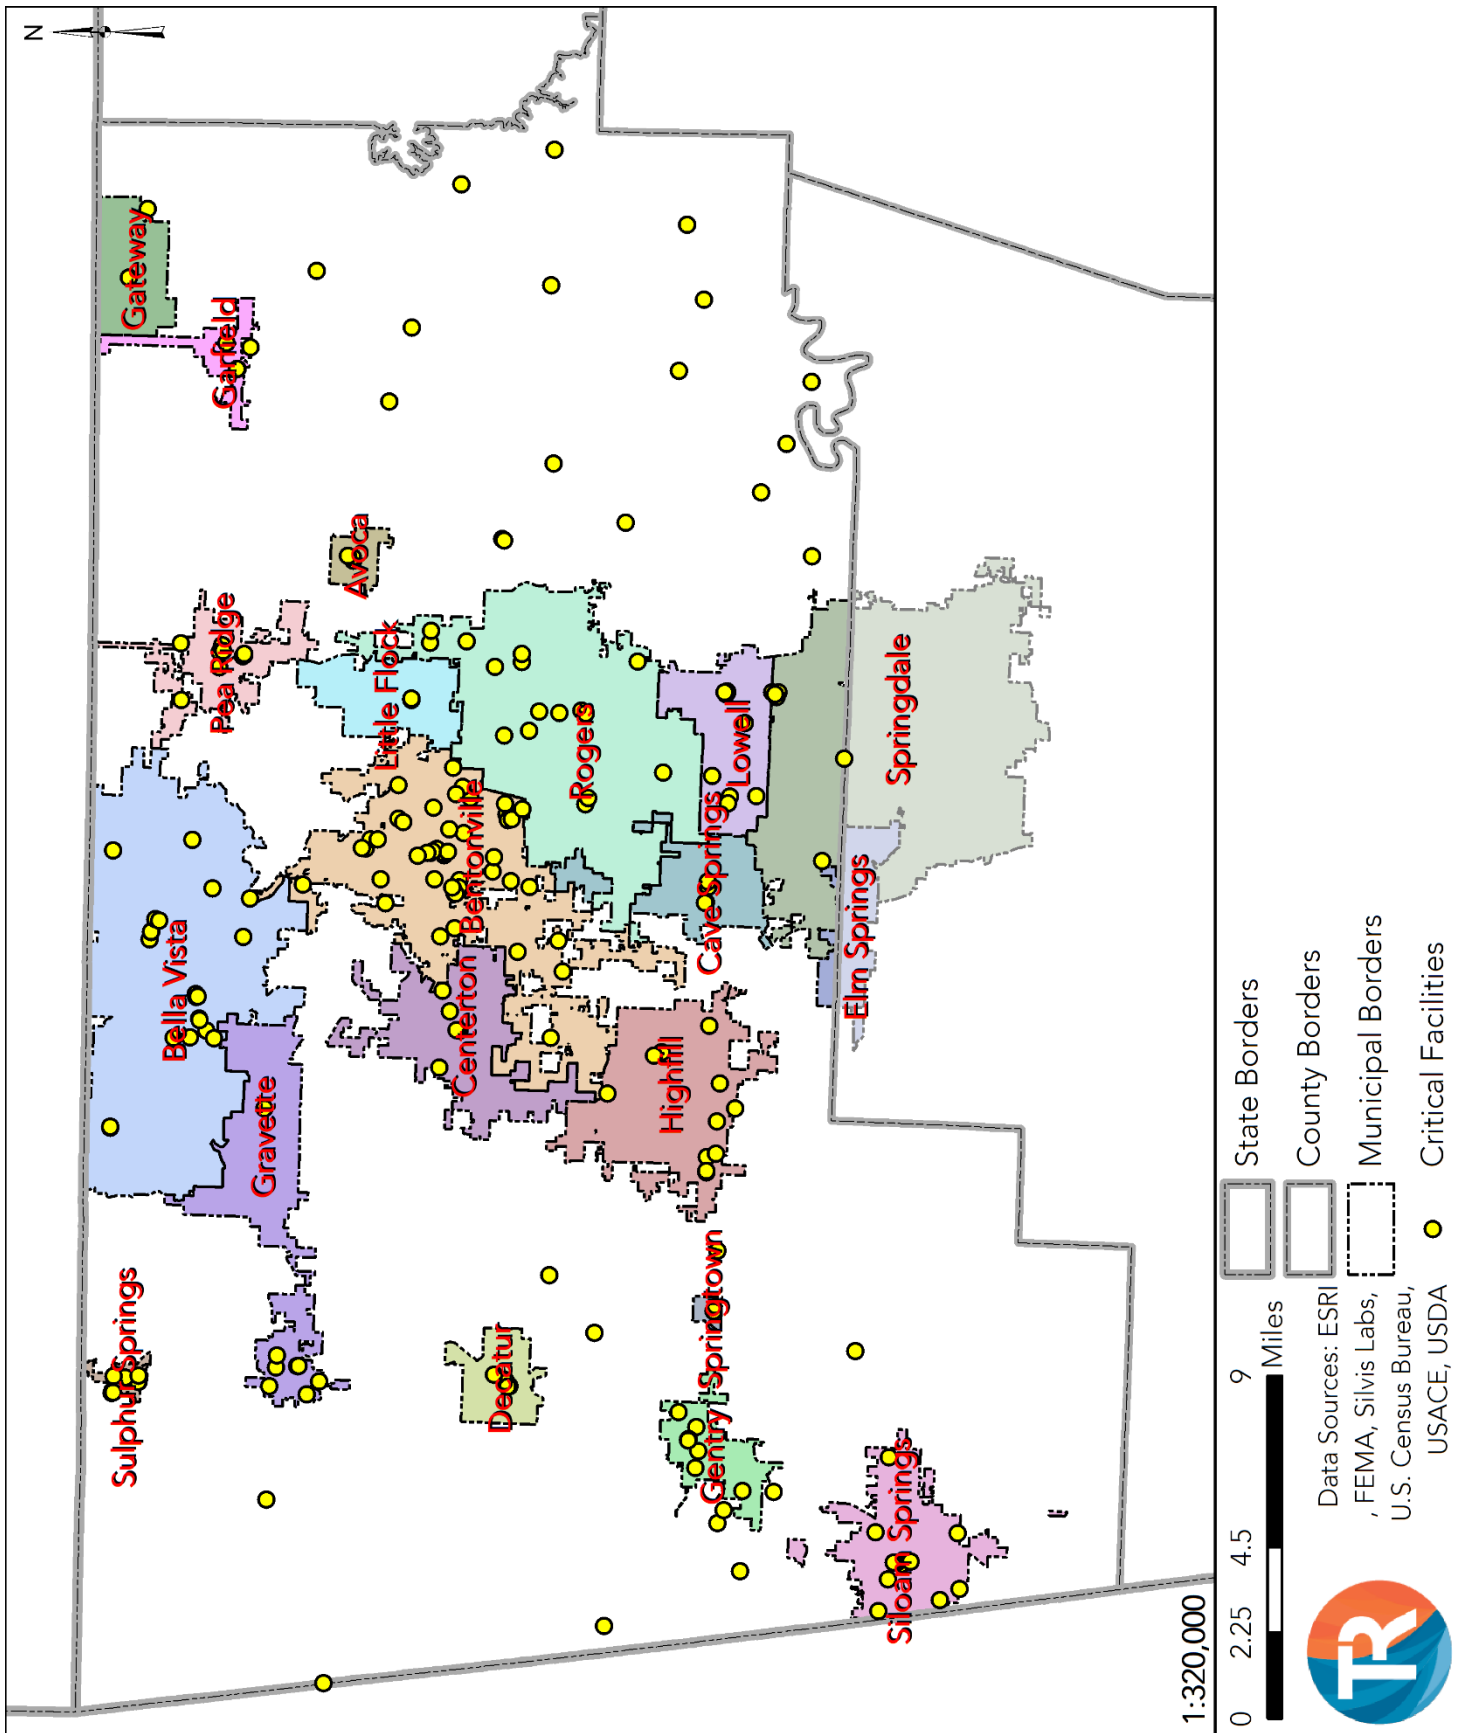 N
Gateway
Garfield
Avoca
Pea Ridge
Little Flock
Bella Vista
Bentonville
Rogers
Lowell
Springdale
Cave Springs
Elm Springs
Centerton
Gravette
Highfill
Sulphur Springs
Decatur
Springtown
Gentry
Siloam Springs
1:320,000
0 2.25 4.5 9
Miles
State Borders
County Borders
Municipal Borders
Critical Facilities
Data Sources: ESRI
, FEMA, Silvis Labs,
U.S. Census Bureau,
USACE, USDA
TR